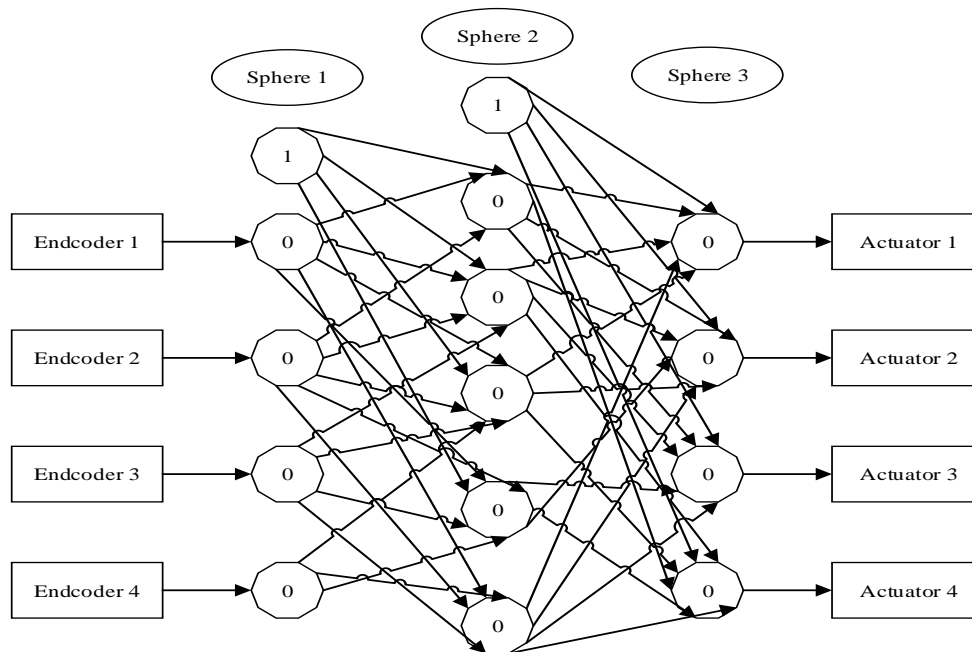 Sphere 2
Sphere 1
Sphere 3
1
1
0
Endcoder 1
0
0
Actuator 1
0
Endcoder 2
0
0
Actuator 2
0
Endcoder 3
0
0
Actuator 3
0
Endcoder 4
0
0
Actuator 4
0